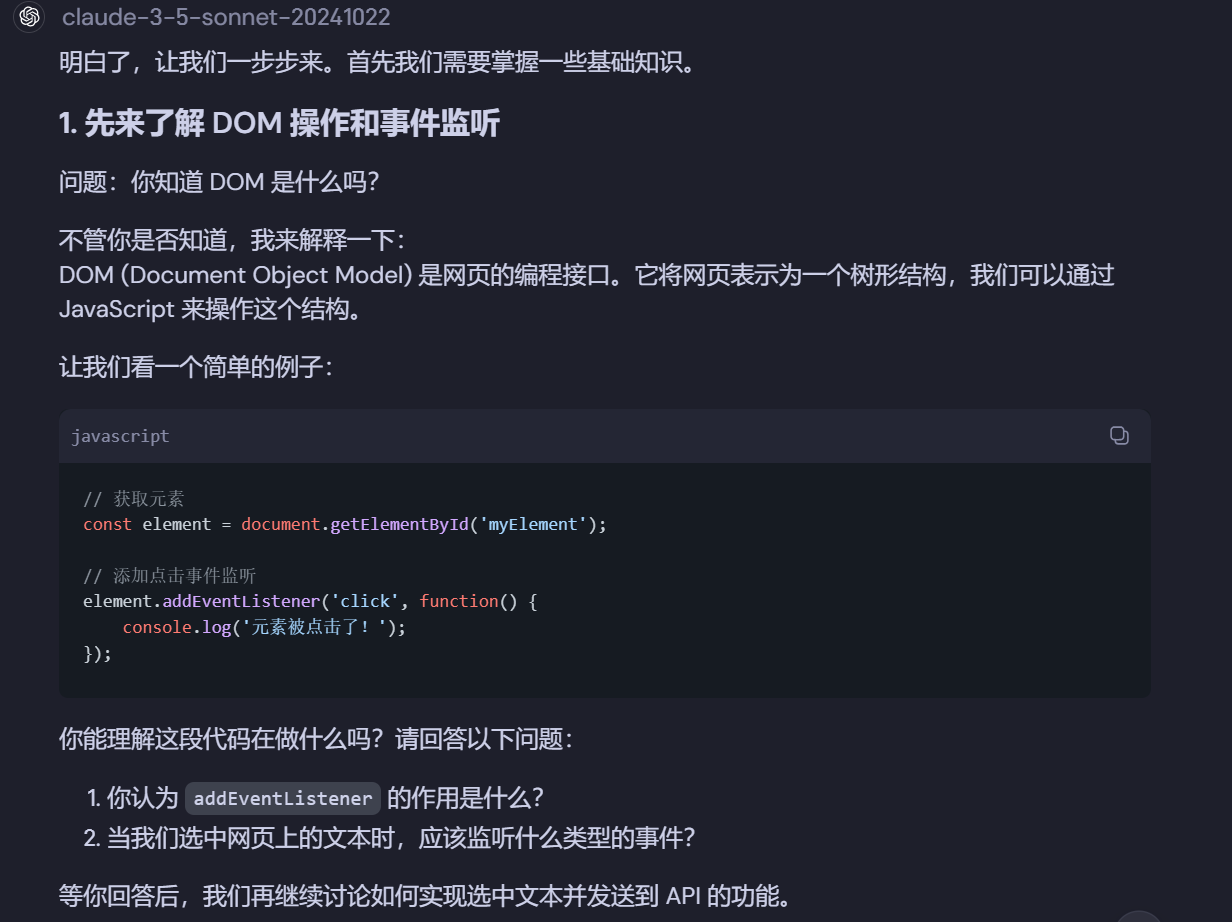 claude-3-5-sonnet-20241022
明白了，让我们一步步来。首先我们需要掌握一些基础知识。
1. 先来了解 DOM 操作和事件监听
问题：你知道 DOM 是什么吗？
不管你是否知道，我来解释一下：
DOM (Document Object Model) 是网页的编程接口。它将网页表示为一个树形结构，我们可以通过
JavaScript 来操作这个结构。
让我们看一个简单的例子：
javascript
// 获取元素
const element = document.getElementById('myElement');
// 添加点击事件监听
element.addEventListener('click', function() {
    console.log('元素被点击了！');
});
你能理解这段代码在做什么吗？请回答以下问题：
1. 你认为 addEventListener 的作用是什么？
2. 当我们选中网页上的文本时，应该监听什么类型的事件？
等你回答后，我们再继续讨论如何实现选中文本并发送到 API 的功能。